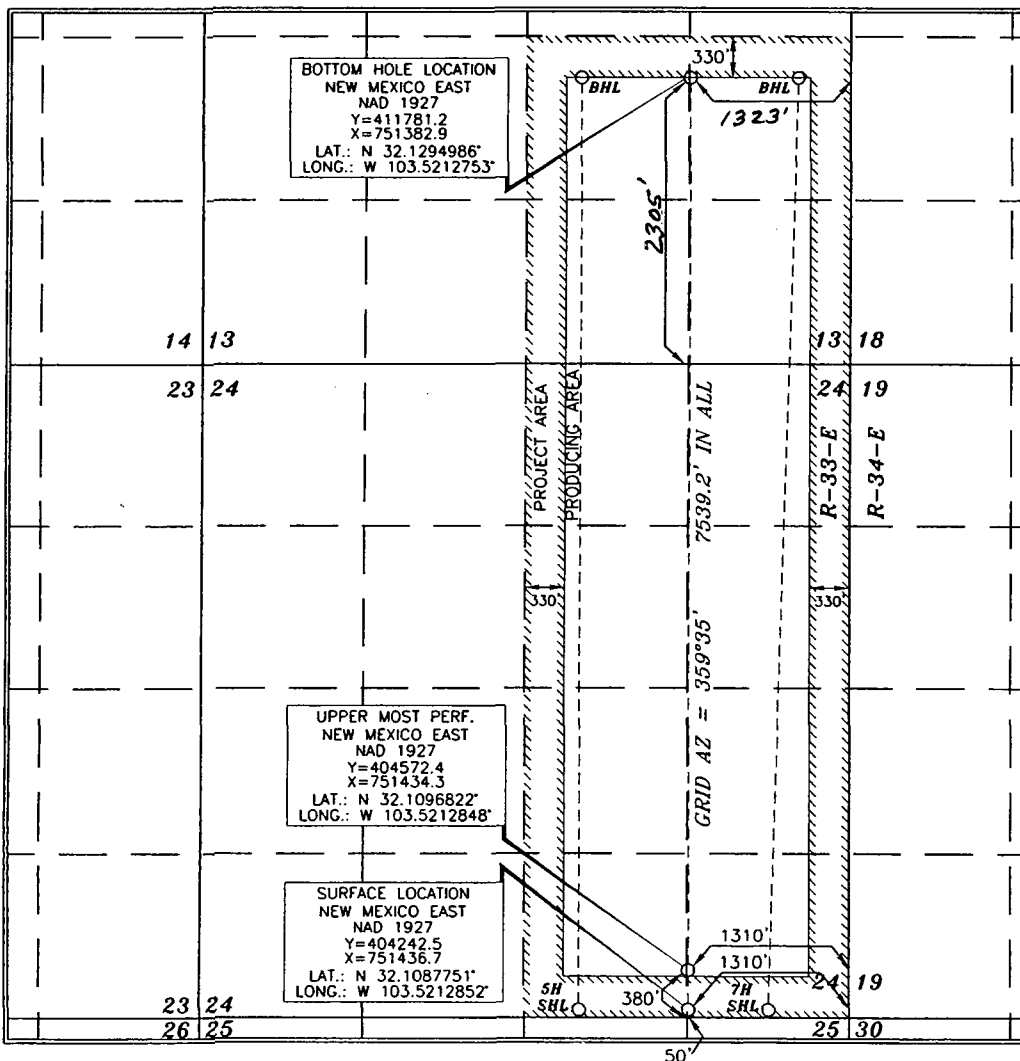 330'
BOTTOM HOLE LOCATION
NEW MEXICO EAST
NAD 1927
Y=411781.2
X=751382.9
LAT.: N 32.1294986°
LONG.: W 103.5212753°
BHL
BHL
1323'
2305'
14 13
13 18
23 24
24 19
PROJECT AREA
PRODUCING AREA
7539.2' IN ALL
GRID AZ = 359°35'
R-33-E
R-34-E
330'
330'
UPPER MOST PERF.
NEW MEXICO EAST
NAD 1927
Y=404572.4
X=751434.3
LAT.: N 32.1096822°
LONG.: W 103.5212848°
SURFACE LOCATION
NEW MEXICO EAST
NAD 1927
Y=404242.5
X=751436.7
LAT.: N 32.1087751°
LONG.: W 103.5212852°
1310'
1310'
380'
5H
SHL
7H
SHL
24 19
23 24
26 25
25 30
50'